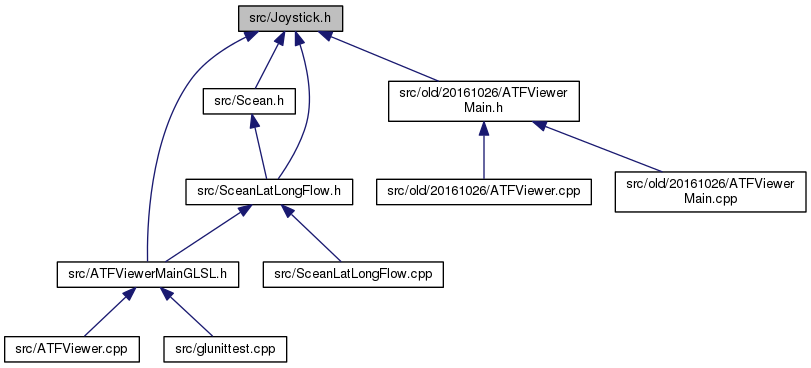 src/Joystick.h
src/Scean.h
src/old/20161026/ATFViewer
Main.h
src/SceanLatLongFlow.h
src/old/20161026/ATFViewer.cpp
src/old/20161026/ATFViewer
Main.cpp
src/ATFViewerMainGLSL.h
src/SceanLatLongFlow.cpp
src/ATFViewer.cpp
src/glunittest.cpp